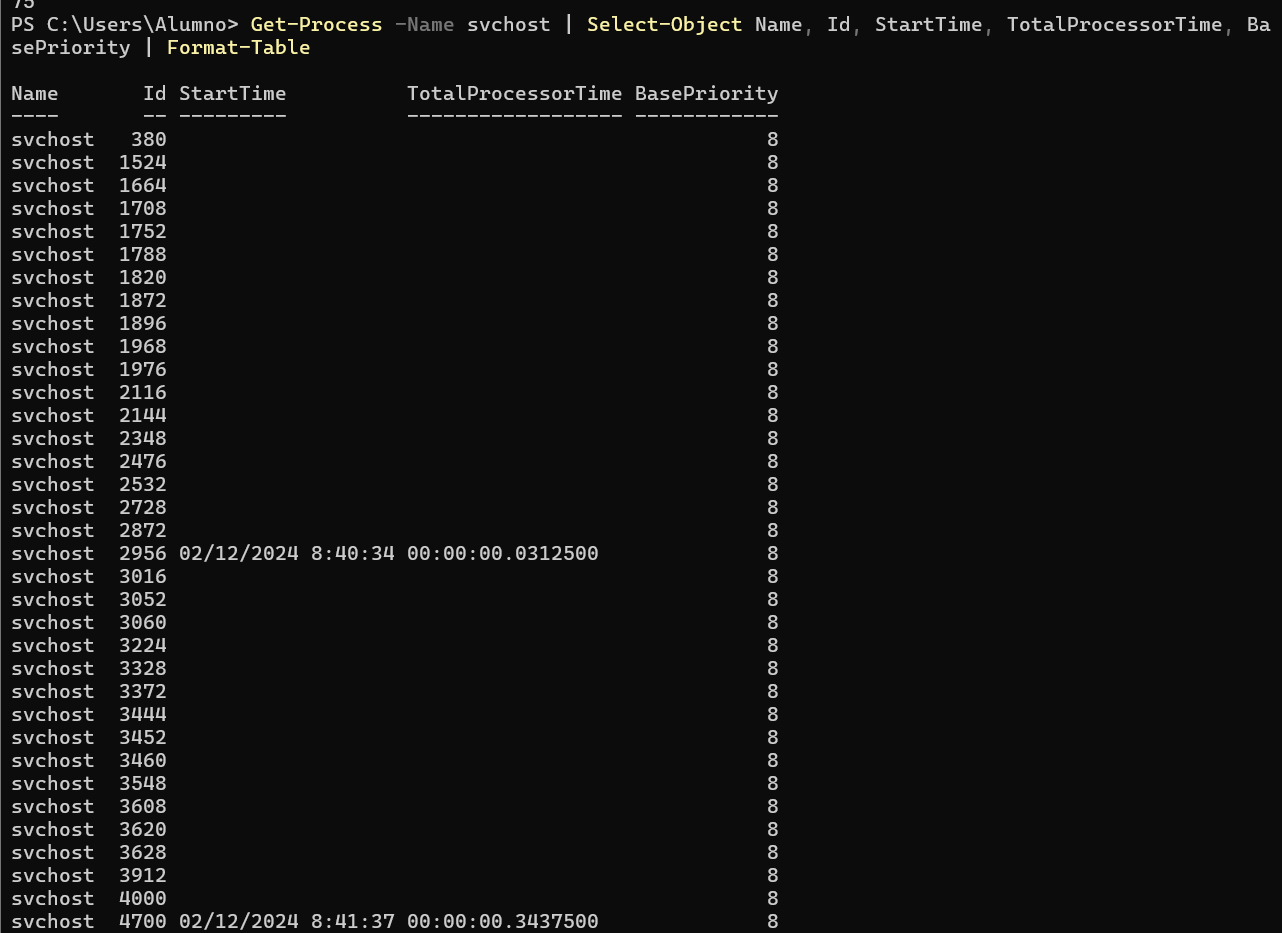 75
PS C:\Users\Alumno> Get-Process -Name svchost | Select-Object Name, Id, StartTime, TotalProcessorTime, Ba
sePriority | Format-Table
Name Id StartTime TotalProcessorTime BasePriority
---- -- --------- ------------------ ------------
svchost 380 8
svchost 1524 8
svchost 1664 8
svchost 1708 8
svchost 1752 8
svchost 1788 8
svchost 1820 8
svchost 1872 8
svchost 1896 8
svchost 1968 8
svchost 1976 8
svchost 2116 8
svchost 2144 8
svchost 2348 8
svchost 2476 8
svchost 2532 8
svchost 2728 8
svchost 2872 8
svchost 2956 02/12/2024 8:40:34 00:00:00.0312500 8
svchost 3016 8
svchost 3052 8
svchost 3060 8
svchost 3224 8
svchost 3328 8
svchost 3372 8
svchost 3444 8
svchost 3452 8
svchost 3460 8
svchost 3548 8
svchost 3608 8
svchost 3620 8
svchost 3628 8
svchost 3912 8
svchost 4000 8
svchost 4700 02/12/2024 8:41:37 00:00:00.3437500 8